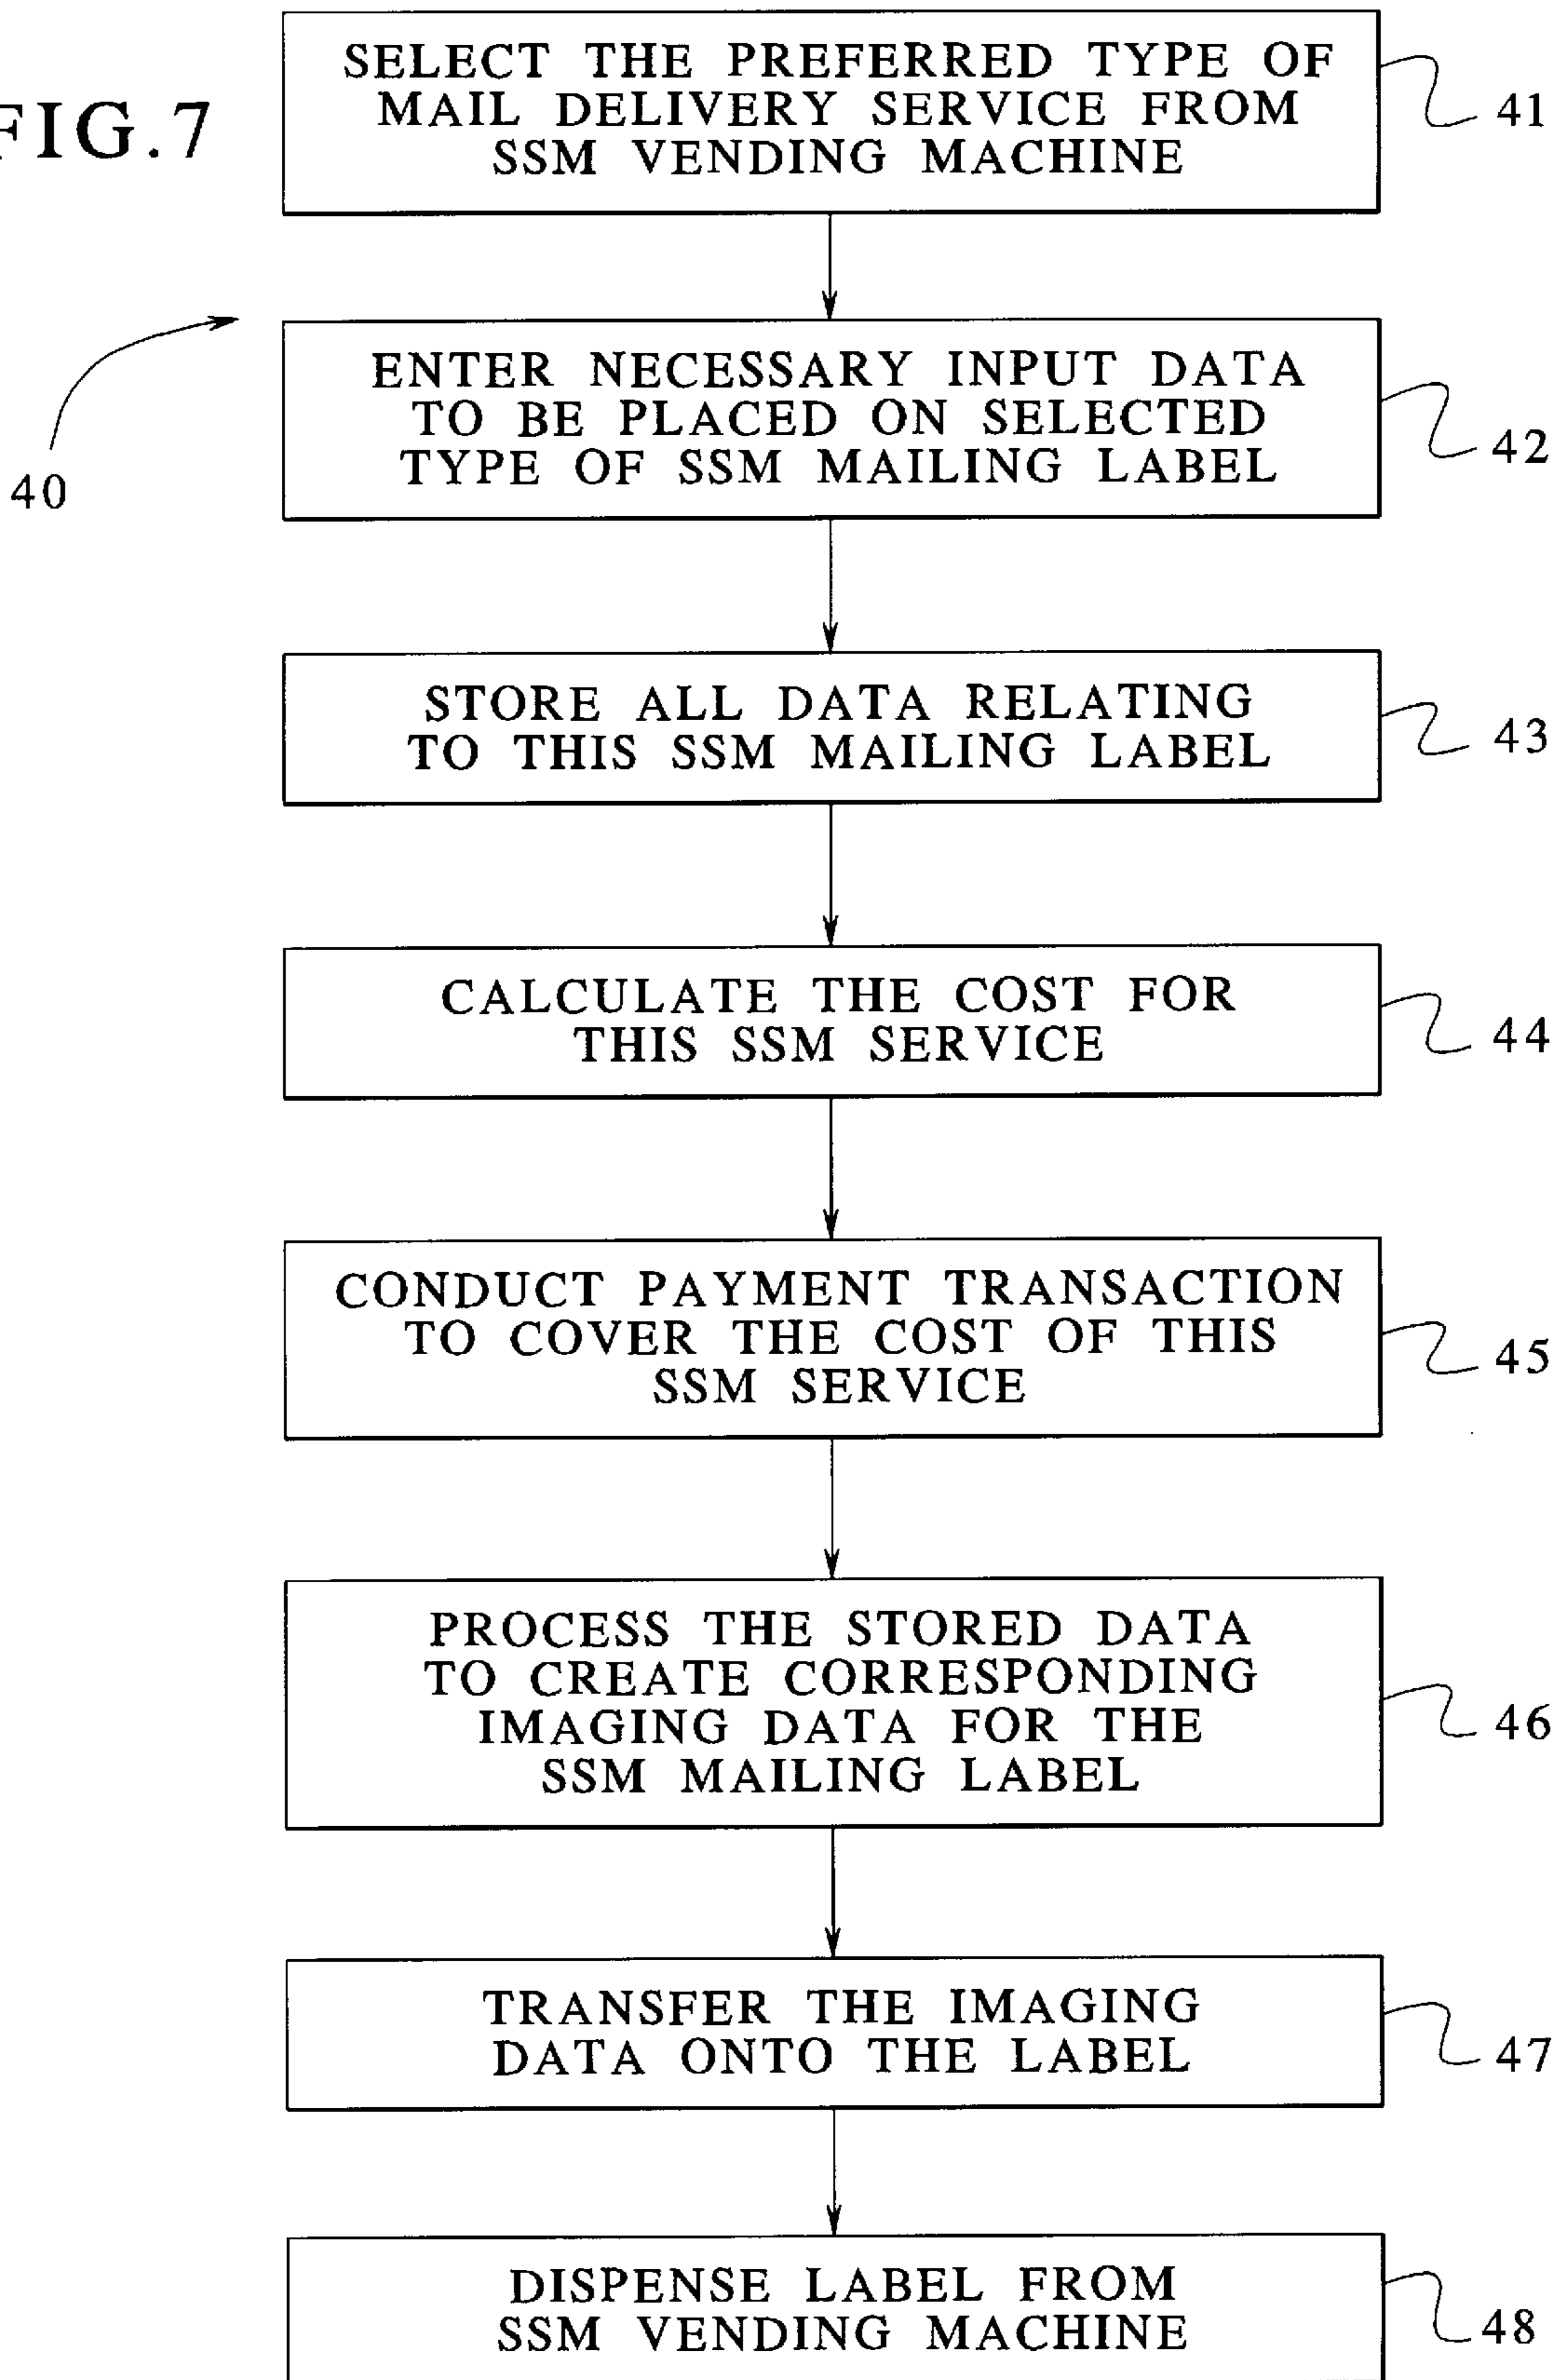 FIG.7
SELECT THE PREFERRED TYPE OF
MAIL DELIVERY SERVICE FROM
SSM VENDING MACHINE
41
40
ENTER NECESSARY INPUT DATA
TO BE PLACED ON SELECTED
TYPE OF SSM MAILING LABEL
42
STORE ALL DATA RELATING
TO THIS SSM MAILING LABEL
43
CALCULATE THE COST FOR
THIS SSM SERVICE
44
CONDUCT PAYMENT TRANSACTION
TO COVER THE COST OF THIS
SSM SERVICE
45
PROCESS THE STORED DATA
TO CREATE CORRESPONDING
IMAGING DATA FOR THE
SSM MAILING LABEL
46
TRANSFER THE IMAGING
DATA ONTO THE LABEL
47
DISPENSE LABEL FROM
SSM VENDING MACHINE
48